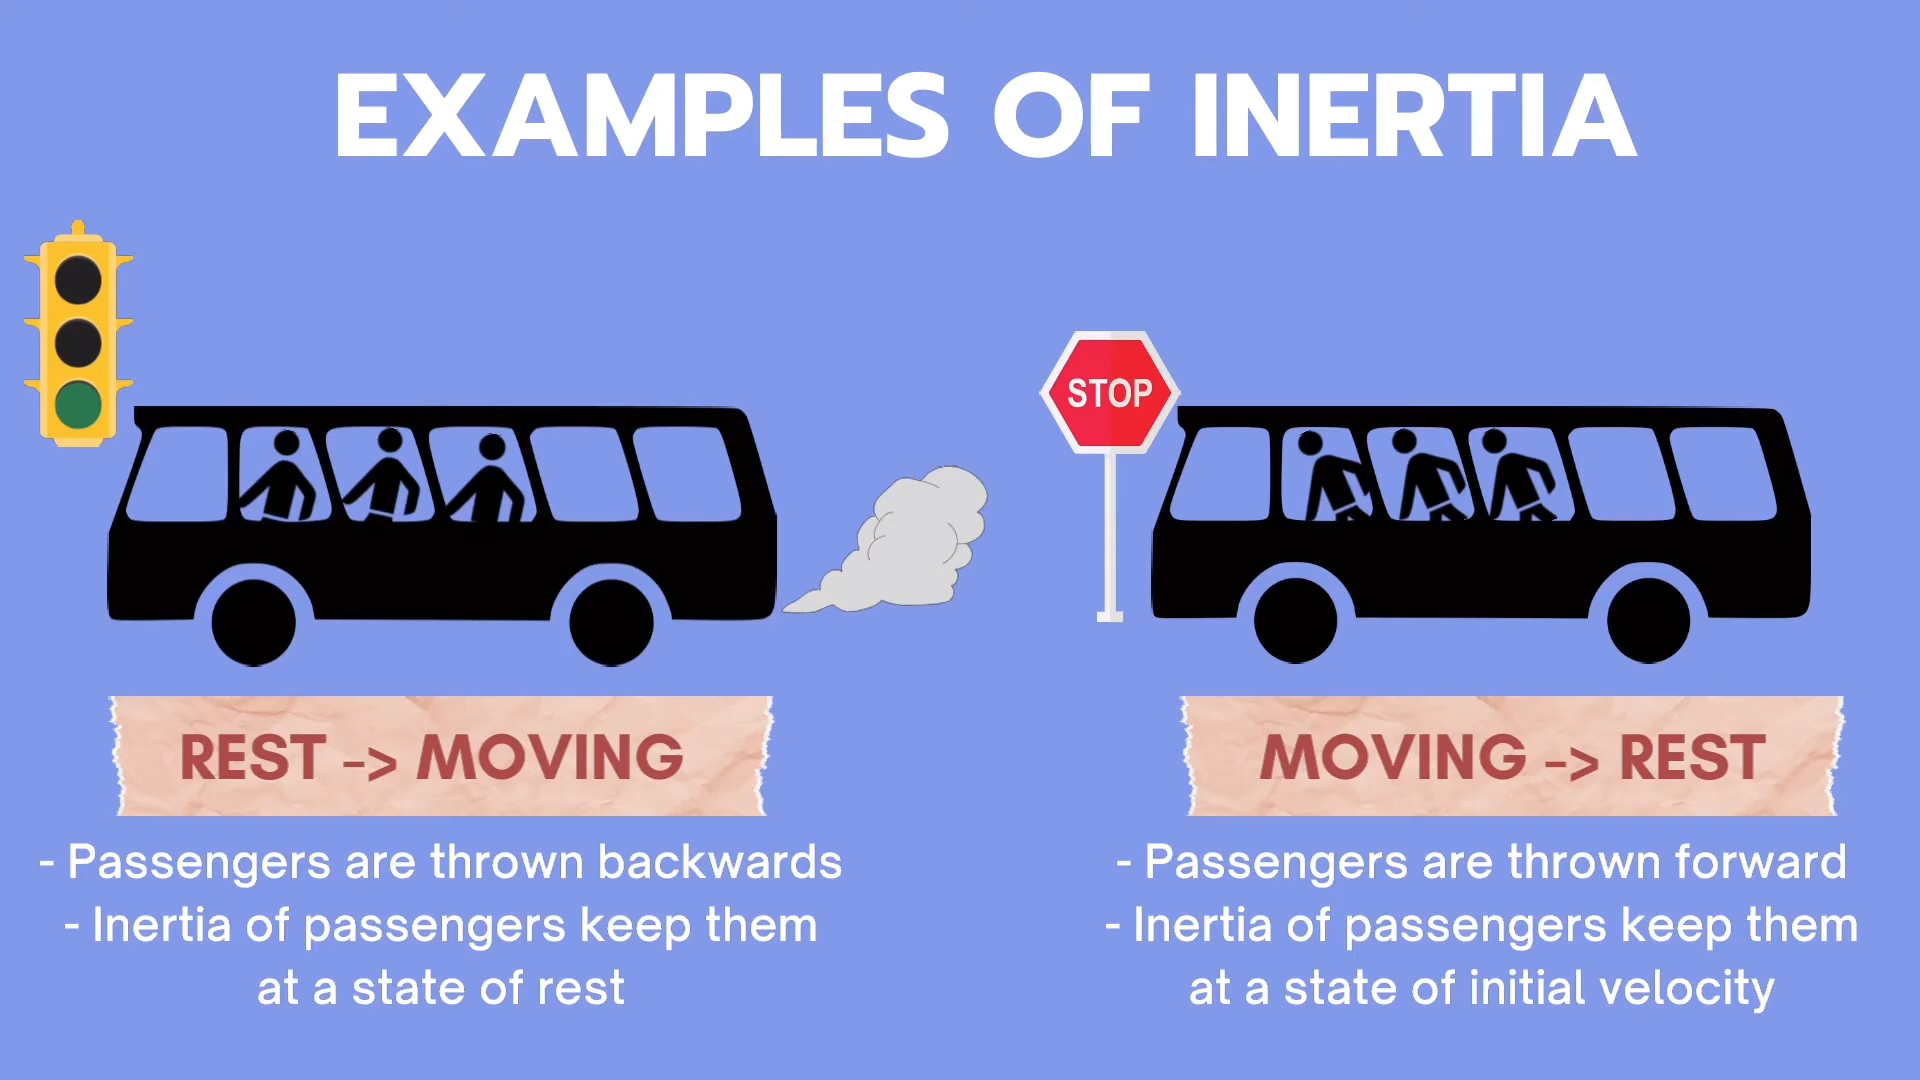 EXAMPLES OF INERTIA
STOP
REST -> MOVING
- Passengers are thrown backwards
- Inertia of passengers keep them
at a state of rest
MOVING -> REST
- Passengers are thrown forward
- Inertia of passengers keep them
at a state of initial velocity